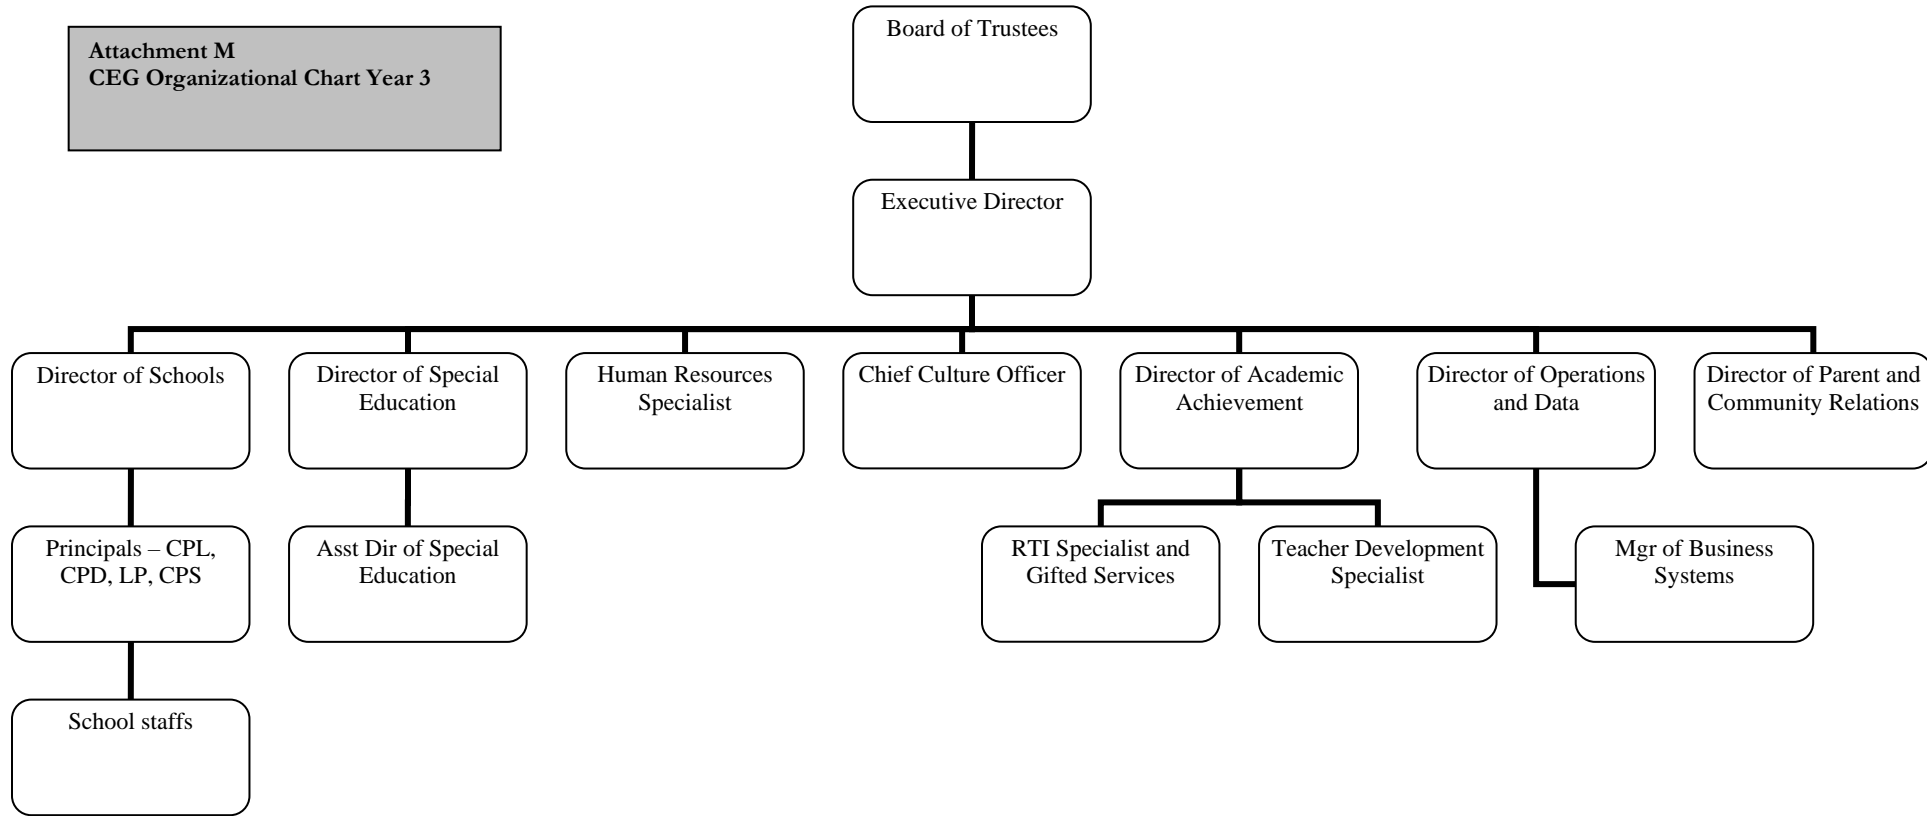 Attachment M
CEG Organizational Chart Year 3
Board of Trustees
Executive Director
Director of Schools
Director of Special
Education
Human Resources
Specialist
Chief Culture Officer
Director of Academic
Achievement
Director of Operations
and Data
Director of Parent and
Community Relations
Principals – CPL,
CPD, LP, CPS
Asst Dir of Special
Education
RTI Specialist and
Gifted Services
Teacher Development
Specialist
Mgr of Business
Systems
School staffs